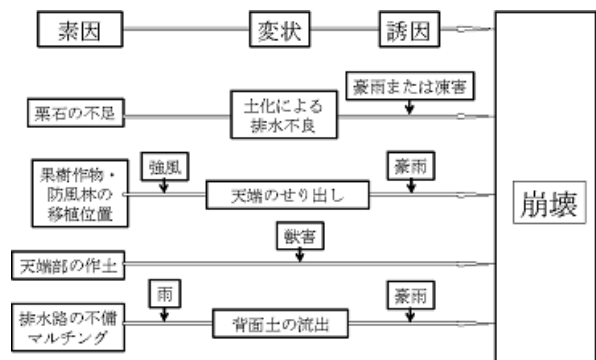 素因
変状
誘因
豪雨または凍害
栗石の不足
土化による
排水不良
強風
豪雨
果樹作物・
防風林の
移植位置
天端のせり出し
崩壊
獣害
天端部の作土
雨
豪雨
排水路の不備
マルチング
背面土の流出